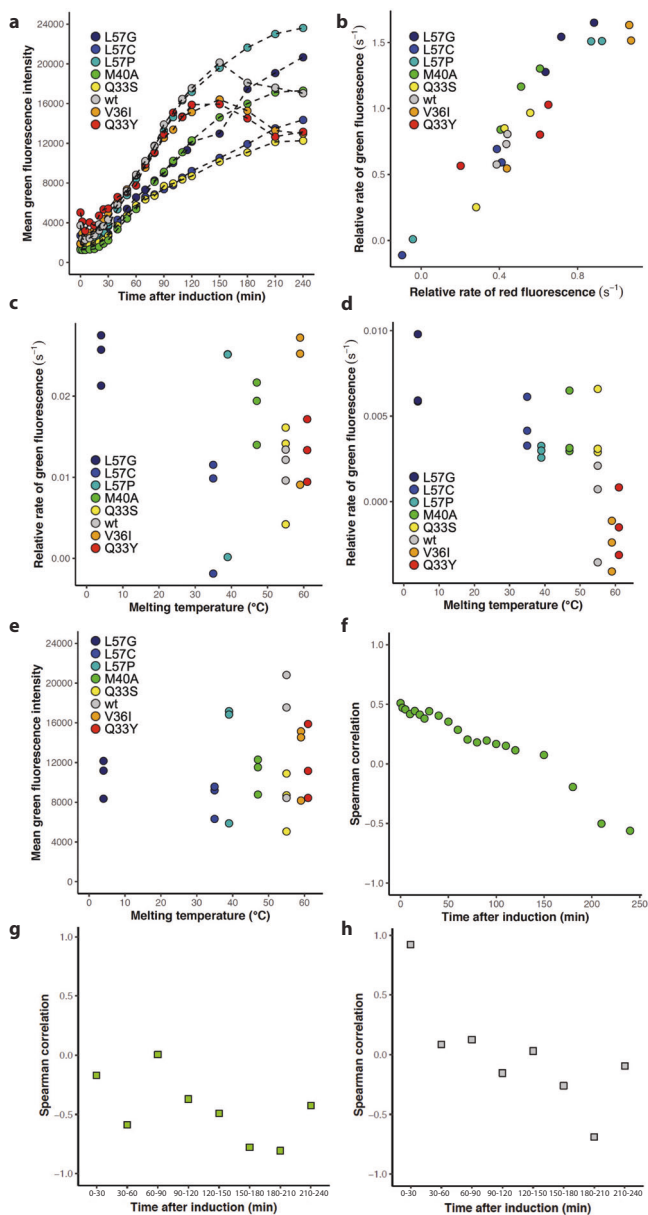 a
24000
20000
16000
12000
8000
4000
0
0 30 60 90 120 150 180 210 240
Mean green fluorescence intensity
Time after induction (min)
L57G
L57C
L57P
M40A
Q33S
wt
V36I
Q33Y
b
1.5
1.0
0.5
0.0
0.0 0.4 0.8
Relative rate of green fluorescence (s⁻¹)
Relative rate of red fluorescence (s⁻¹)
L57G
L57C
L57P
M40A
Q33S
wt
V36I
Q33Y
c
0.02
0.01
0.00
0 10 20 30 40 50 60
Relative rate of green fluorescence (s⁻¹)
Melting temperature (°C)
L57G
L57C
L57P
M40A
Q33S
wt
V36I
Q33Y
d
0.010
0.005
0.000
0 10 20 30 40 50 60
Relative rate of green fluorescence (s⁻¹)
Melting temperature (°C)
L57G
L57C
L57P
M40A
Q33S
wt
V36I
Q33Y
e
24000
20000
16000
12000
8000
4000
0
0 10 20 30 40 50 60
Mean green fluorescence intensity
Melting temperature (°C)
L57G
L57C
L57P
M40A
Q33S
wt
V36I
Q33Y
f
1.0
0.5
0.0
−0.5
−1.0
0 50 100 150 200 250
Spearman correlation
Time after induction (min)
g
1.0
0.5
0.0
−0.5
−1.0
0-30 30-60 60-90 90-120 120-150 150-180 180-210 210-240
Spearman correlation
Time after induction (min)
h
1.0
0.5
0.0
−0.5
−1.0
0-30 30-60 60-90 90-120 120-150 150-180 180-210 210-240
Spearman correlation
Time after induction (min)